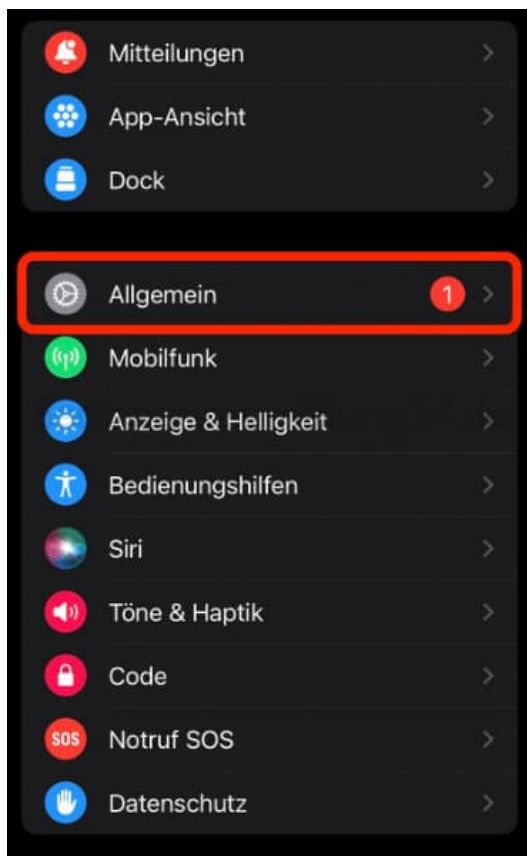 Mitteilungen
App-Ansicht
Dock
Allgemein 1
Mobilfunk
Anzeige & Helligkeit
Bedienungshilfen
Siri
Töne & Haptik
Code
SOS Notruf SOS
Datenschutz